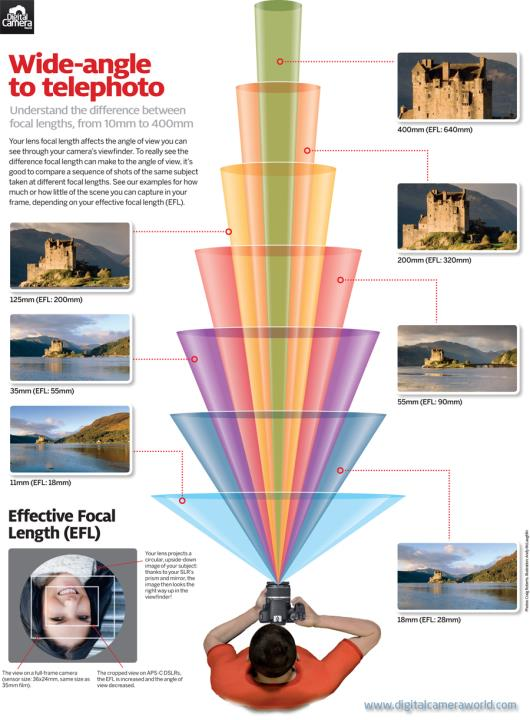 Digital
Camera
Wide-angle
to telephoto
Understand the difference between
focal lengths, from 10mm to 400mm
Your lens focal length affects the angle of view you can
see through your camera's viewfinder. To really see the
difference focal length can make to the angle of view, it's
good to compare a sequence of shots of the same subject
taken at different focal lengths. See our examples for how
much or how little of the scene you can capture in your
frame, depending on your effective focal length (EFL).
400mm (EFL: 640mm)
200mm (EFL: 320mm)
125mm (EFL: 200mm)
35mm (EFL: 55mm)
55mm (EFL: 90mm)
11mm (EFL: 18mm)
18mm (EFL: 28mm)
Effective Focal
Length (EFL)
Your lens projects a
circular, upside-down
image of your subject:
thanks to your SLR's
prism and mirror, the
image then looks the
right way up in the
viewfinder!
The view on a full-frame camera
(sensor size: 36x24mm, same size as
35mm film).
The cropped view on APS-C DSLRs,
the EFL is increased and the angle of
view decreased.
Photos: Craig Roberts, Illustration: Andy McLaughlin
www.digitalcameraworld.com